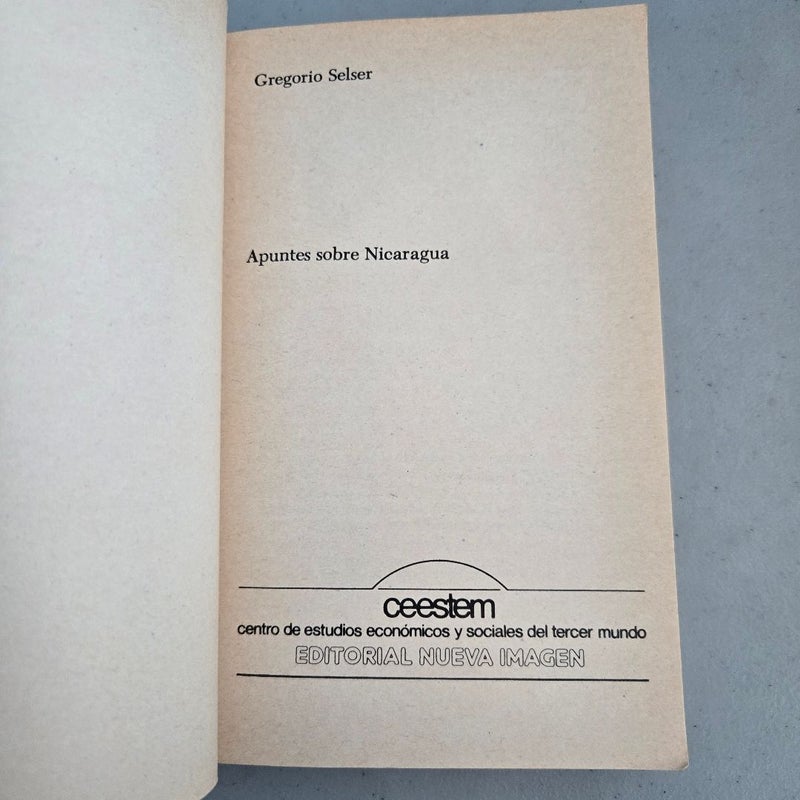 Gregorio Selser
Apuntes sobre Nicaragua
ceestem
centro de estudios económicos y sociales del tercer mundo
EDITORIAL NUEVA IMAGEN